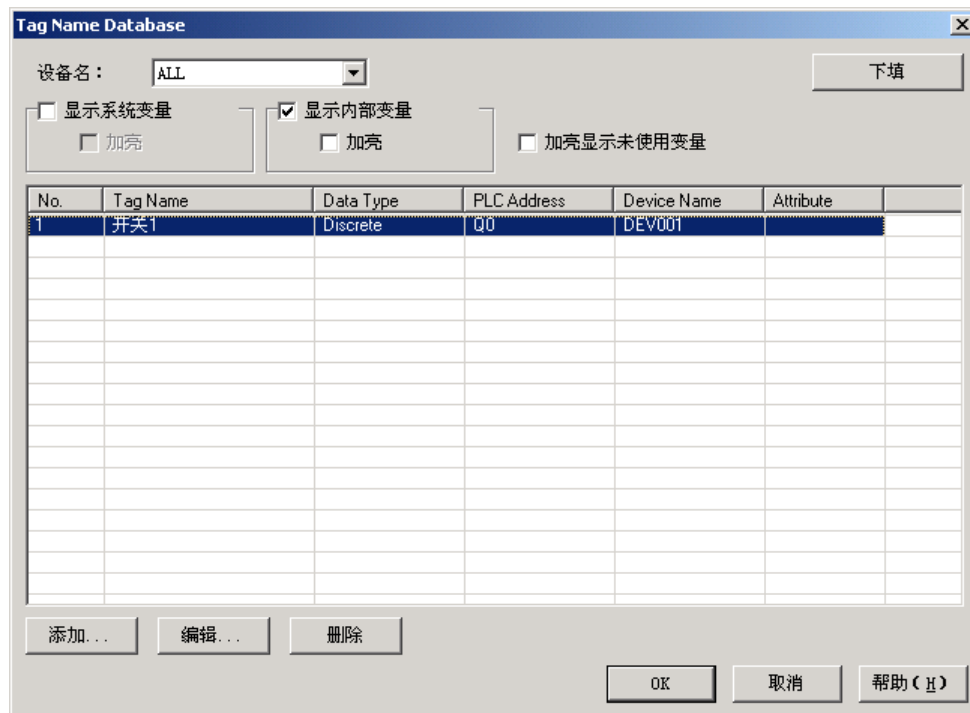 Tag Name Database
设备名： ALL 下填
显示系统变量 显示内部变量
加亮 加亮 加亮显示未使用变量
No. Tag Name Data Type PLC Address Device Name Attribute
1 开关1 Discrete Q0 DEV001
添加... 编辑... 删除
OK 取消 帮助(H)